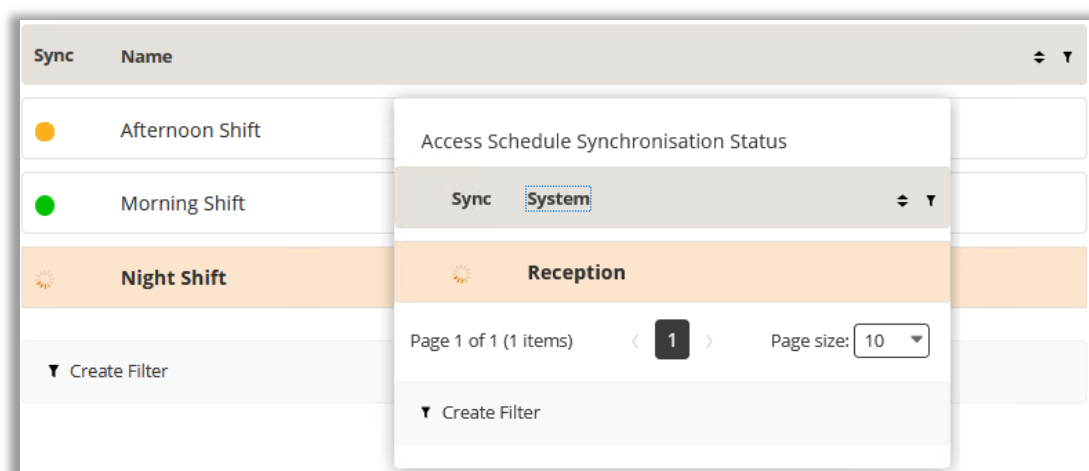 Sync Name
Afternoon Shift
Morning Shift
Night Shift
Create Filter
Access Schedule Synchronisation Status
Sync System
Reception
Page 1 of 1 (1 items) 1 Page size: 10
Create Filter